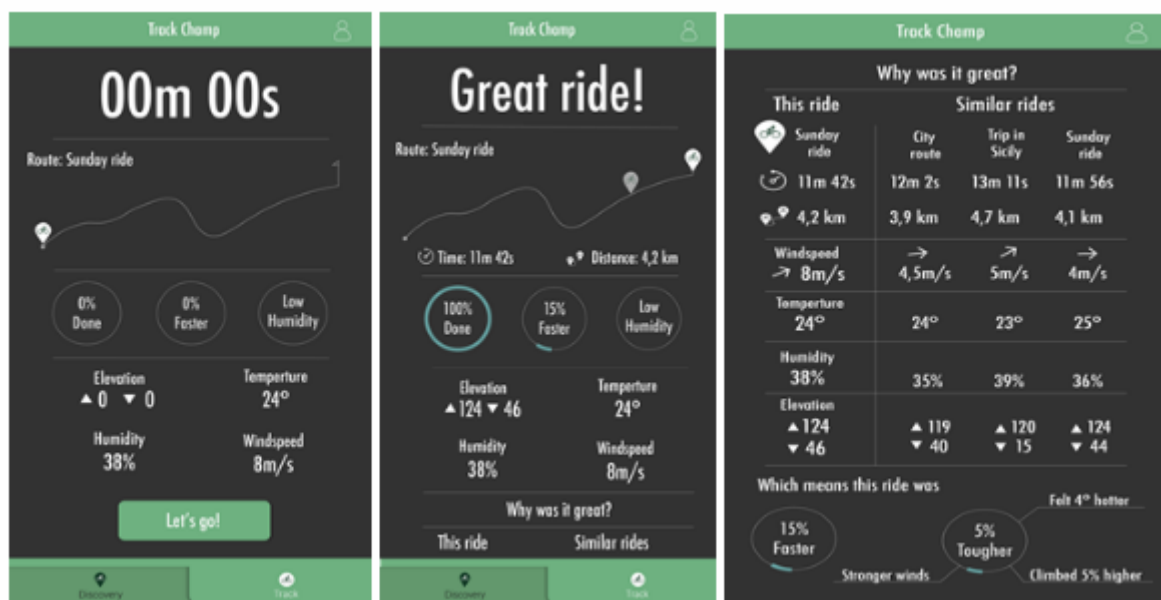 Track Champ
00m 00s
Route: Sunday ride
0% Done
0% Faster
Low Humidity
Elevation
▲ 0 ▼ 0
Temperture
24°
Humidity
38%
Windspeed
8m/s
Let's go!
Discovery
Track
Track Champ
Great ride!
Route: Sunday ride
Time: 11m 42s
Distance: 4,2 km
100% Done
15% Faster
Low Humidity
Elevation
▲ 124 ▼ 46
Temperture
24°
Humidity
38%
Windspeed
8m/s
Why was it great?
This ride
Similar rides
Discovery
Track
Track Champ
Why was it great?
This ride
Similar rides
Sunday ride
City route
Trip in Sicily
Sunday ride
11m 42s
12m 2s
13m 11s
11m 56s
4,2 km
3,9 km
4,7 km
4,1 km
Windspeed
↗ 8m/s
→ 4,5m/s
↗ 5m/s
→ 4m/s
Temperture
24°
24°
23°
25°
Humidity
38%
35%
39%
36%
Elevation
▲ 124
▲ 119
▲ 120
▲ 124
▼ 46
▼ 40
▼ 15
▼ 44
Which means this ride was
15% Faster
5% Tougher
Felt 4° hotter
Stronger winds
Climbed 5% higher